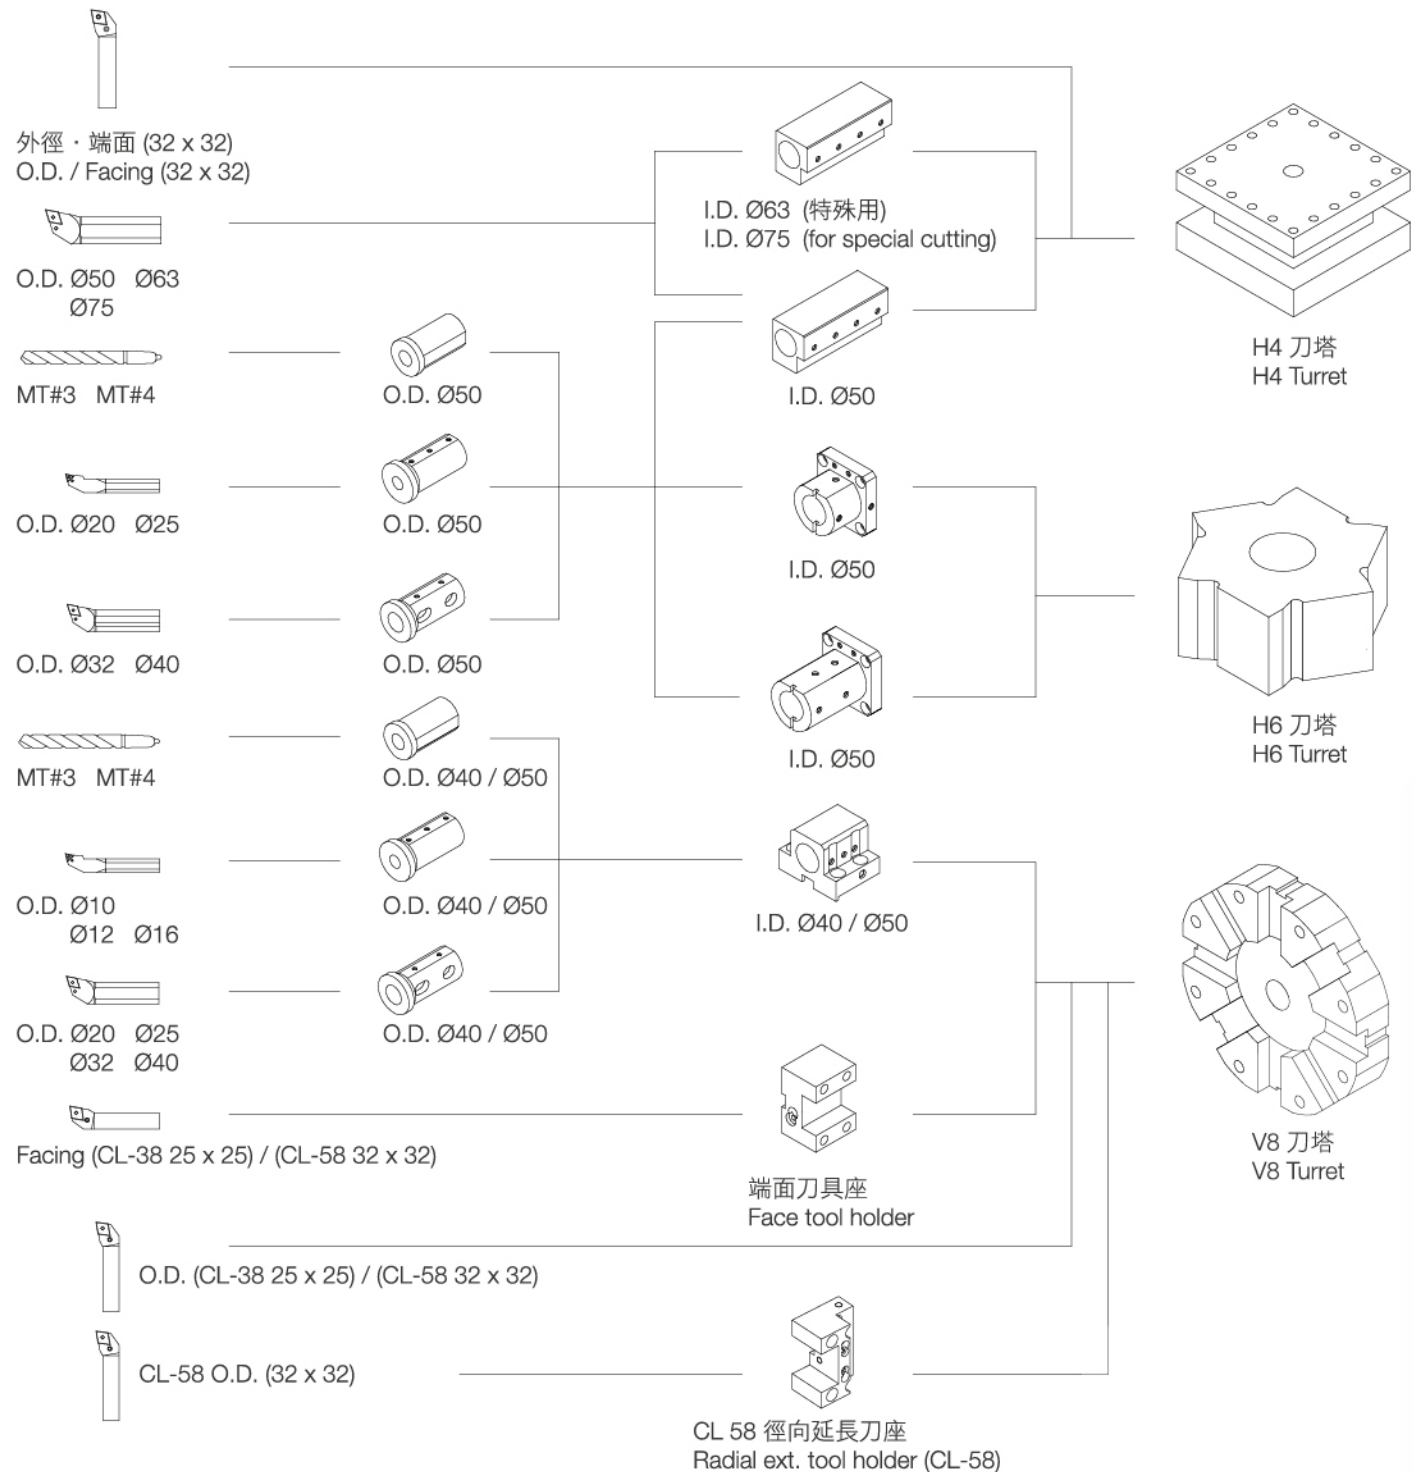 外徑・端面 (32 x 32)
O.D. / Facing (32 x 32)
I.D. Ø63 (特殊用)
I.D. Ø75 (for special cutting)
O.D. Ø50 Ø63
Ø75
H4 刀塔
H4 Turret
MT#3 MT#4
O.D. Ø50
I.D. Ø50
O.D. Ø20 Ø25
O.D. Ø50
I.D. Ø50
O.D. Ø32 Ø40
O.D. Ø50
H6 刀塔
H6 Turret
I.D. Ø50
MT#3 MT#4
O.D. Ø40 / Ø50
O.D. Ø10
Ø12 Ø16
O.D. Ø40 / Ø50
I.D. Ø40 / Ø50
O.D. Ø20 Ø25
Ø32 Ø40
O.D. Ø40 / Ø50
Facing (CL-38 25 x 25) / (CL-58 32 x 32)
V8 刀塔
V8 Turret
端面刀具座
Face tool holder
O.D. (CL-38 25 x 25) / (CL-58 32 x 32)
CL-58 O.D. (32 x 32)
CL 58 徑向延長刀座
Radial ext. tool holder (CL-58)